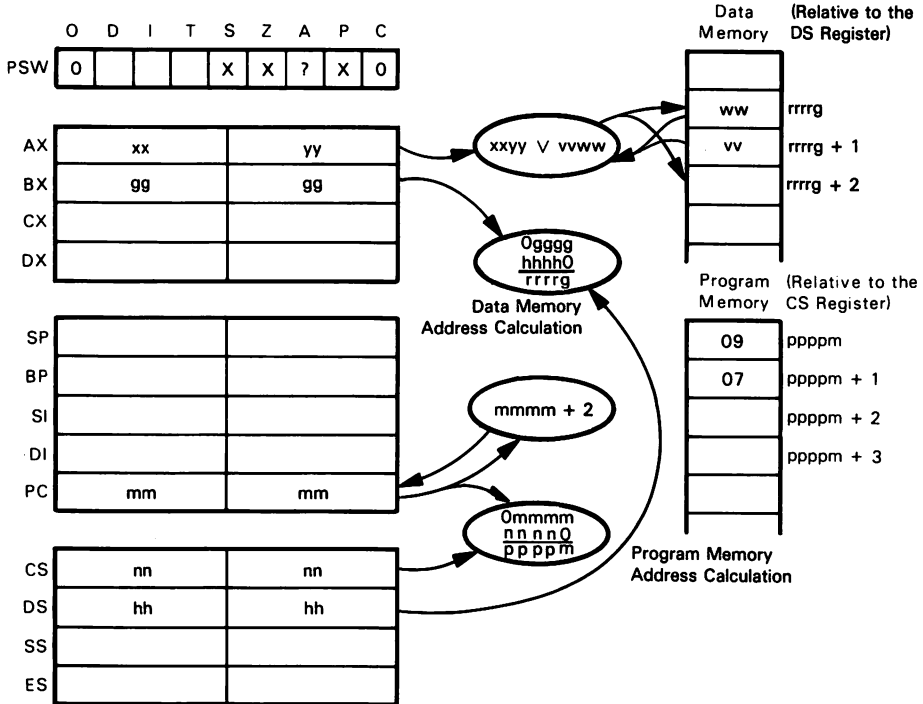 O D I T S Z A P C
PSW 0 X X ? X 0
Data Memory
(Relative to the DS Register)
AX xx yy
BX gg gg
CX
DX
xxyy V vvww
ww rrrrg
vv rrrrg + 1
rrrrg + 2
0gggg
hhhh0
rrrrg
Data Memory
Address Calculation
Program Memory
(Relative to the CS Register)
09 ppppm
07 ppppm + 1
ppppm + 2
ppppm + 3
SP
BP
SI
DI
PC mm mm
mmmm + 2
0mmmm
nnnn0
ppppm
Program Memory
Address Calculation
CS nn nn
DS hh hh
SS
ES